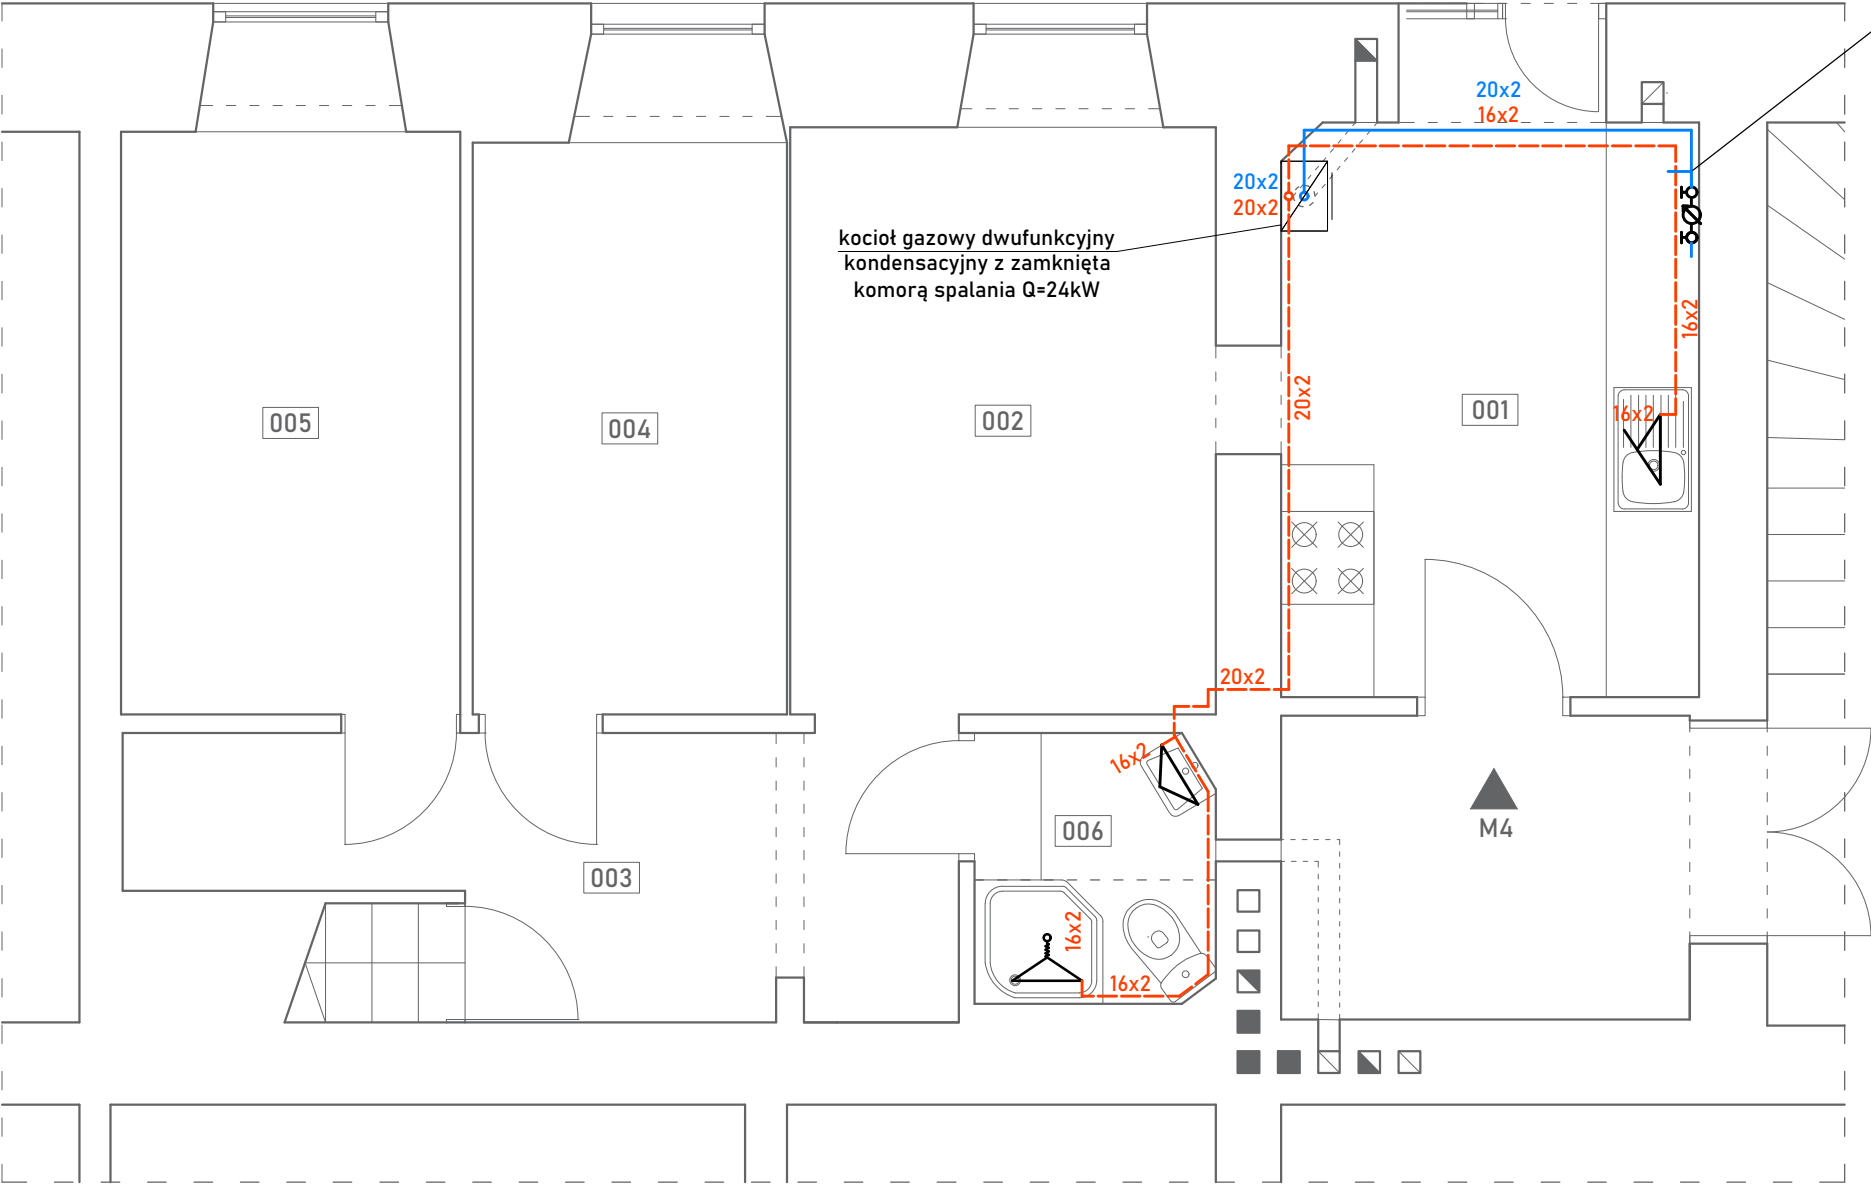 20x2
16x2
20x2
20x2
kocioł gazowy dwufunkcyjny
kondensacyjny z zamknięta
komorą spalania Q=24kW
16x2
20x2
001
005
004
002
16x2
20x2
16x2
M4
006
003
16x2
16x2